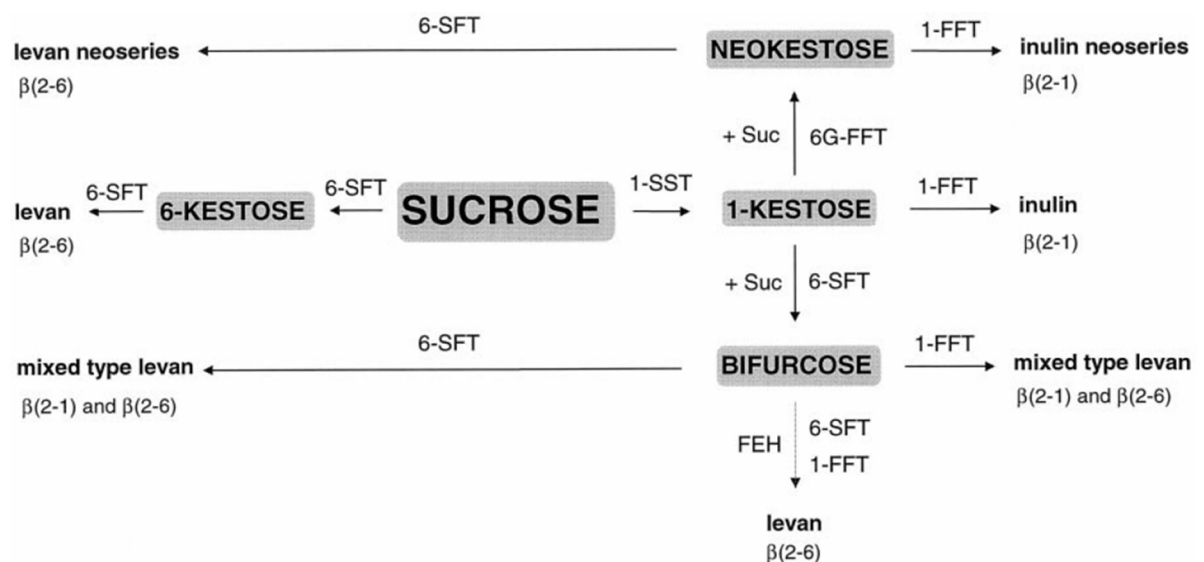 6-SFT
levan neoseries
β(2-6)
NEOKESTOSE
1-FFT
inulin neoseries
β(2-1)
+ Suc
6G-FFT
6-SFT
levan
β(2-6)
6-KESTOSE
6-SFT
SUCROSE
1-SST
1-KESTOSE
1-FFT
inulin
β(2-1)
+ Suc
6-SFT
6-SFT
mixed type levan
β(2-1) and β(2-6)
BIFURCOSE
1-FFT
mixed type levan
β(2-1) and β(2-6)
FEH
6-SFT
1-FFT
levan
β(2-6)